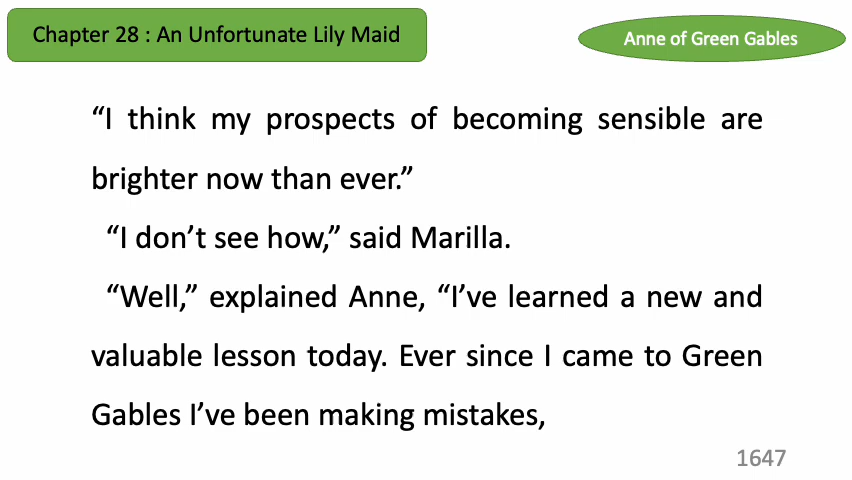 Chapter 28 : An Unfortunate Lily Maid
Anne of Green Gables
“I think my prospects of becoming sensible are
brighter now than ever.”
“I don’t see how,” said Marilla.
“Well,” explained Anne, “I’ve learned a new and
valuable lesson today. Ever since I came to Green
Gables I’ve been making mistakes,
1647